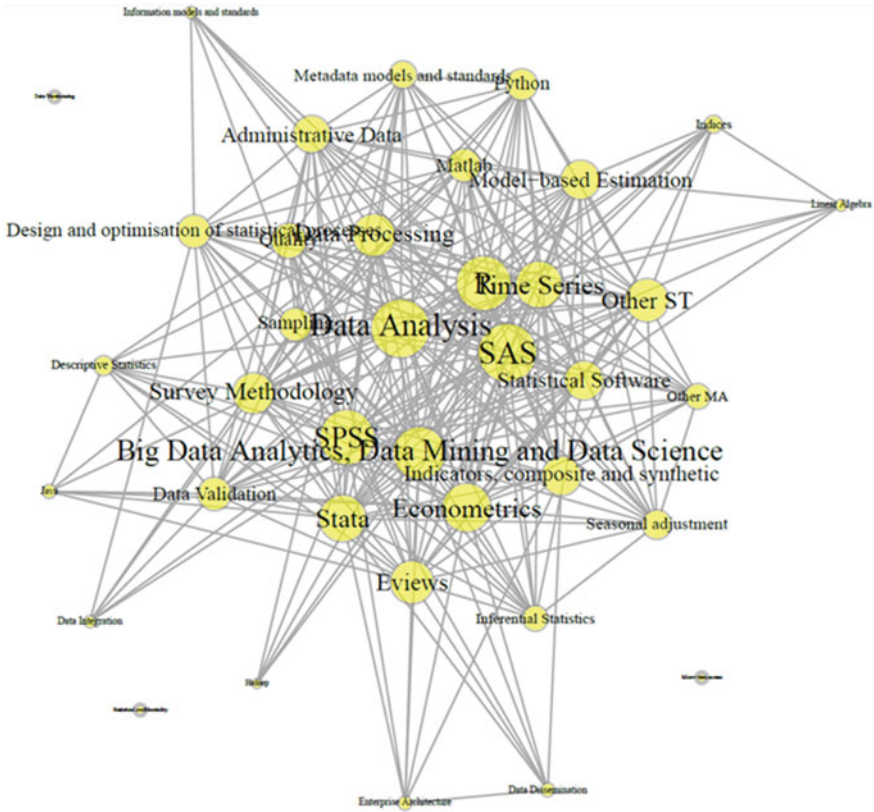 Information models and standards
Metadata models and standards
Python
Administrative Data
Indices
Matlab
Model-based Estimation
Linear Algebra
Design and optimisation of statistical processes
Quality
Data Processing
R
Time Series
Other ST
Sampling
Data Analysis
SAS
Descriptive Statistics
Statistical Software
Survey Methodology
Other MA
SPSS
Big Data Analytics, Data Mining and Data Science
Indicators, composite and synthetic
Java
Data Validation
Econometrics
Stata
Seasonal adjustment
Eviews
Data Integration
Inferential Statistics
Data Dissemination
Enterprise Architecture